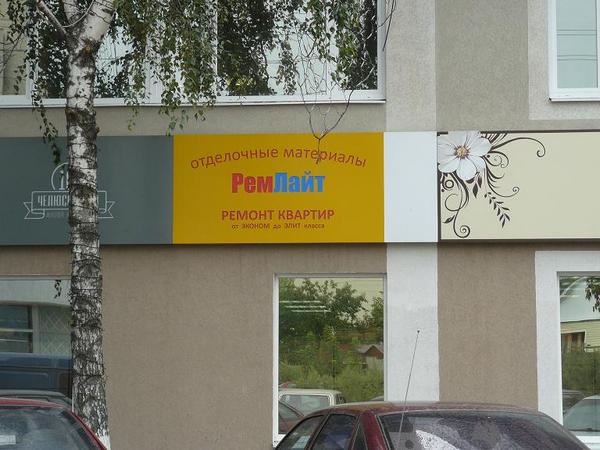 отделочные материалы
РемЛайт
РЕМОНТ КВАРТИР
от ЭКОНОМ до ЭЛИТ класса